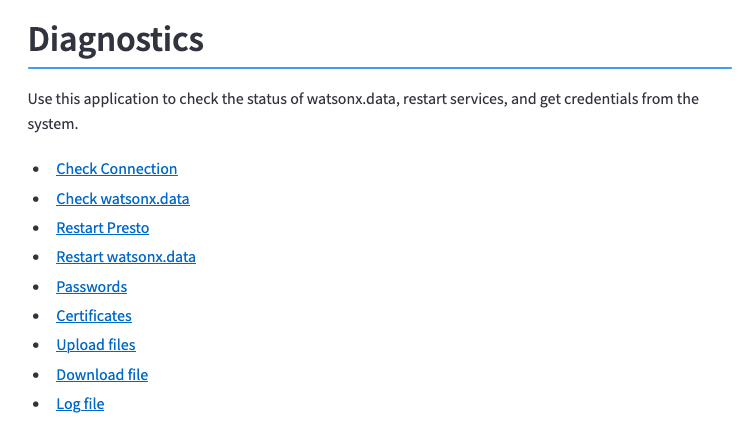 Diagnostics
Use this application to check the status of watsonx.data, restart services, and get credentials from the
system.
• Check Connection
• Check watsonx.data
• Restart Presto
• Restart watsonx.data
• Passwords
• Certificates
• Upload files
• Download file
• Log file